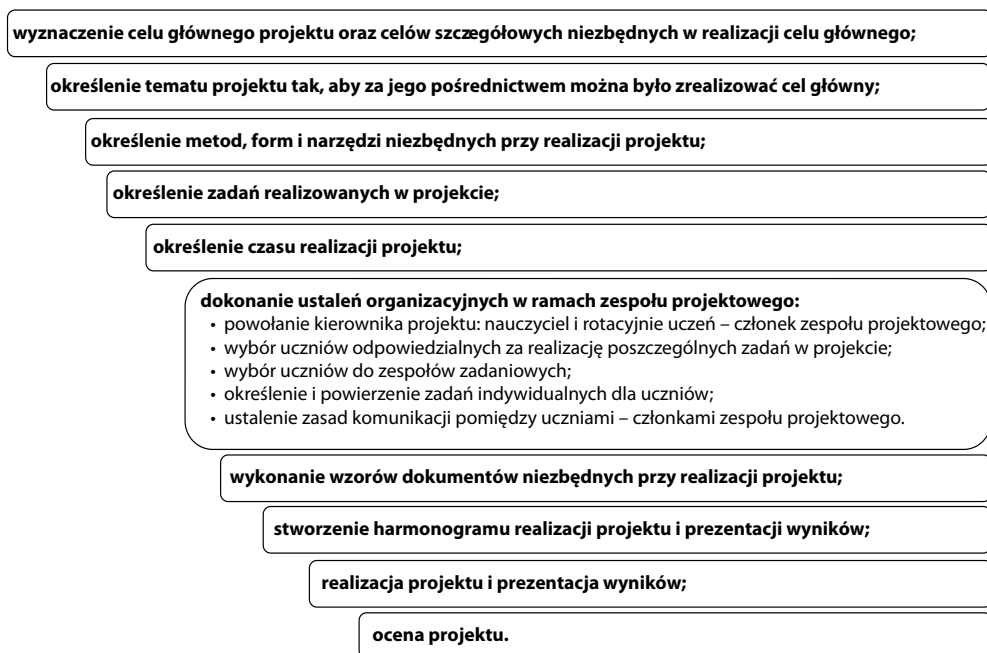 wyznaczenie celu głównego projektu oraz celów szczegółowych niezbędnych w realizacji celu głównego;
określenie tematu projektu tak, aby za jego pośrednictwem można było zrealizować cel główny;
określenie metod, form i narzędzi niezbędnych przy realizacji projektu;
określenie zadań realizowanych w projekcie;
określenie czasu realizacji projektu;
dokonanie ustaleń organizacyjnych w ramach zespołu projektowego:
• powołanie kierownika projektu: nauczyciel i rotacyjnie uczeń – członek zespołu projektowego;
• wybór uczniów odpowiedzialnych za realizację poszczególnych zadań w projekcie;
• wybór uczniów do zespołów zadaniowych;
• określenie i powierzenie zadań indywidualnych dla uczniów;
• ustalenie zasad komunikacji pomiędzy uczniami – członkami zespołu projektowego.
wykonanie wzorów dokumentów niezbędnych przy realizacji projektu;
stworzenie harmonogramu realizacji projektu i prezentacji wyników;
realizacja projektu i prezentacja wyników;
ocena projektu.